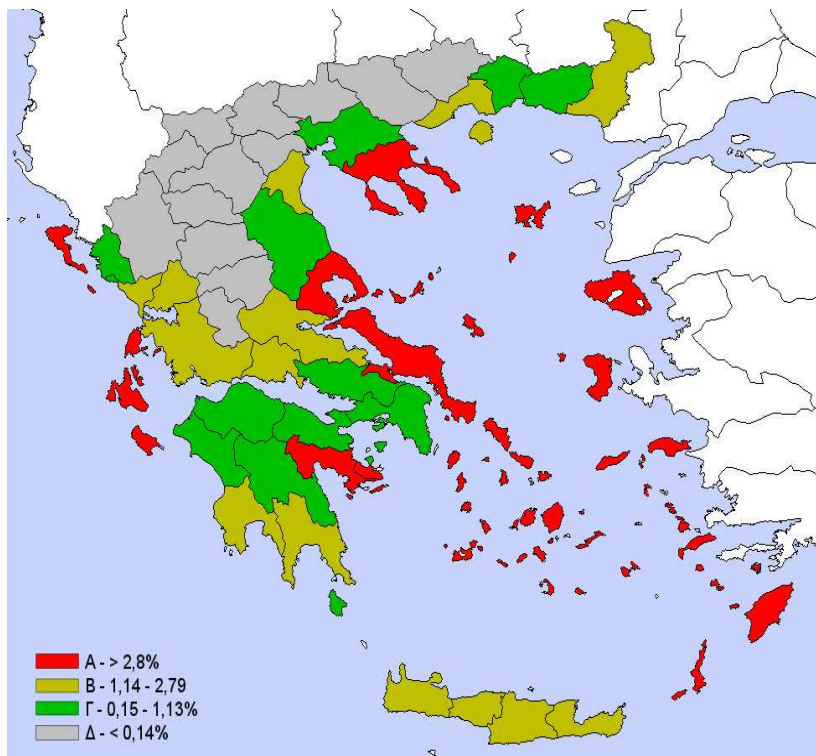 Α - > 2,8%
Β - 1,14 - 2,79
Γ - 0,15 - 1,13%
Δ - < 0,14%